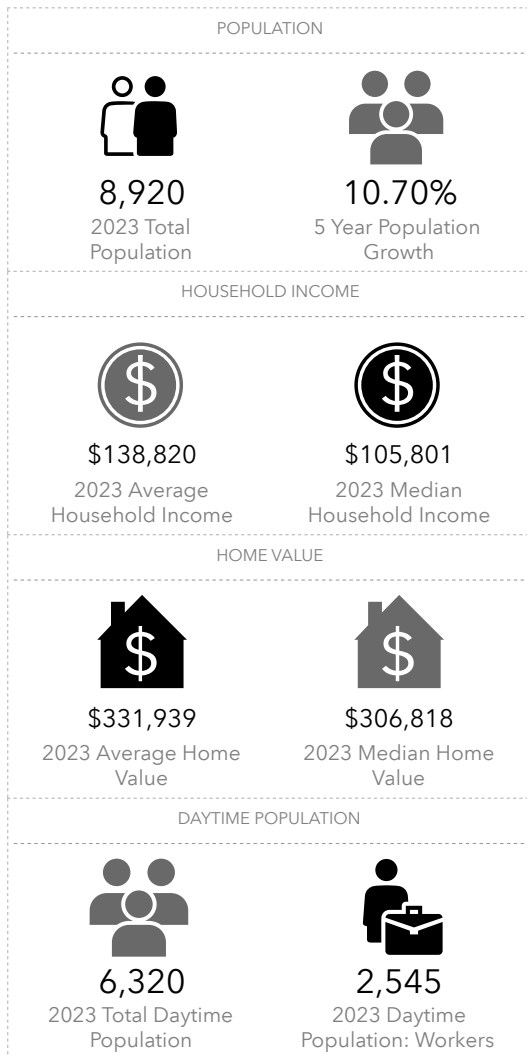 POPULATION
8,920
2023 Total
Population
10.70%
5 Year Population
Growth
HOUSEHOLD INCOME
$
$138,820
2023 Average
Household Income
$
$105,801
2023 Median
Household Income
HOME VALUE
$
$331,939
2023 Average Home
Value
$
$306,818
2023 Median Home
Value
DAYTIME POPULATION
6,320
2023 Total Daytime
Population
2,545
2023 Daytime
Population: Workers